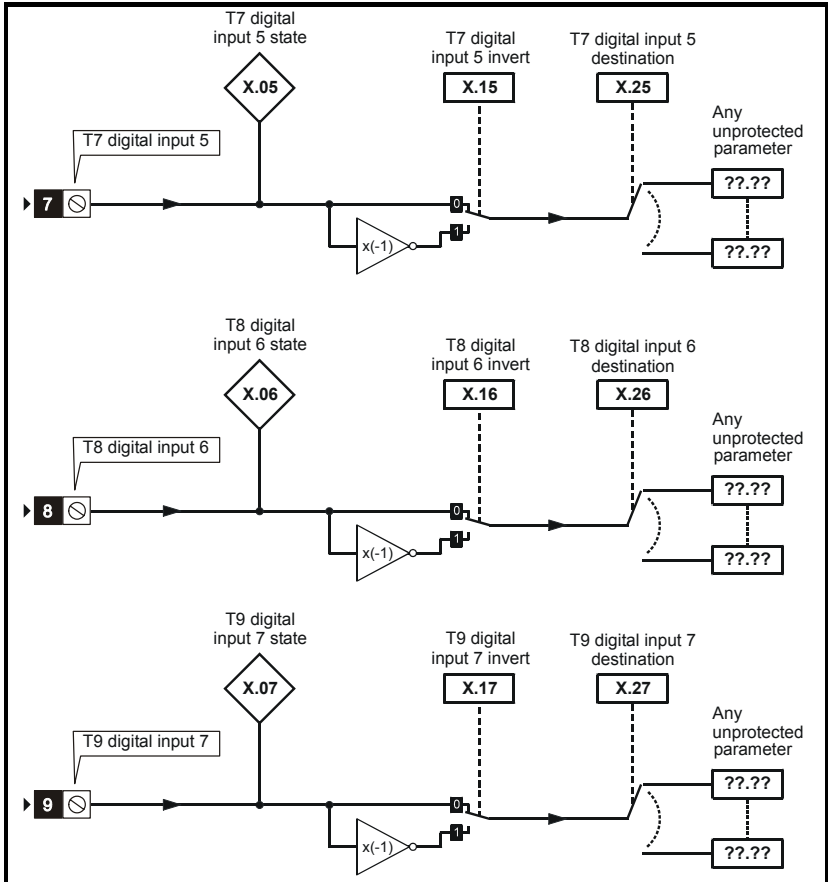 T7 digital
input 5 state
T7 digital
input 5 invert
T7 digital input 5
destination
X.05
X.15
X.25
Any
unprotected
parameter
T7 digital input 5
??.??
7
0
1
x(-1)
??.??
T8 digital
input 6 state
T8 digital
input 6 invert
T8 digital input 6
destination
X.06
X.16
X.26
Any
unprotected
parameter
T8 digital input 6
??.??
8
0
1
x(-1)
??.??
T9 digital
input 7 state
T9 digital
input 7 invert
T9 digital input 7
destination
X.07
X.17
X.27
Any
unprotected
parameter
T9 digital input 7
??.??
9
0
1
x(-1)
??.??